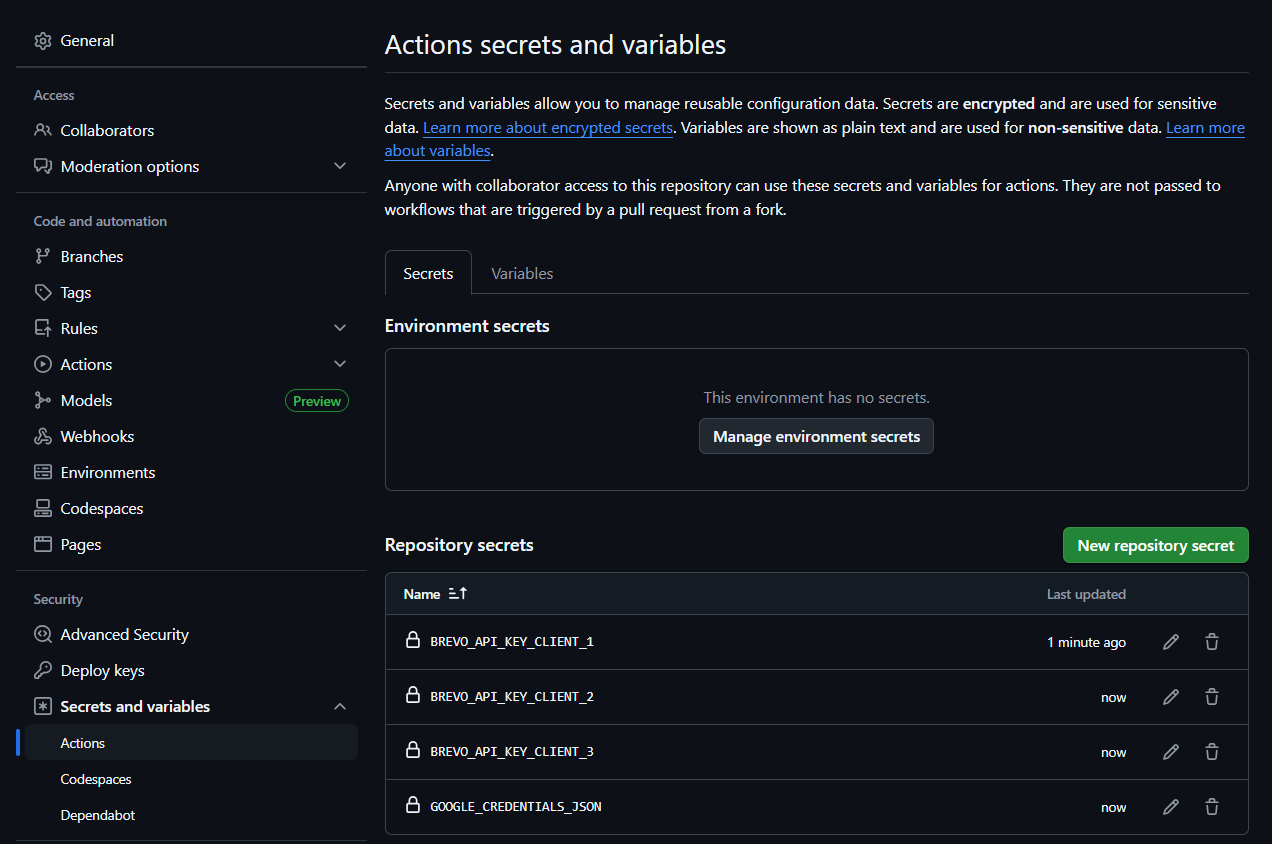 General
Access
Collaborators
Moderation options
Code and automation
Branches
Tags
Rules
Actions
Models Preview
Webhooks
Environments
Codespaces
Pages
Security
Advanced Security
Deploy keys
Secrets and variables
Actions
Codespaces
Dependabot
Actions secrets and variables
Secrets and variables allow you to manage reusable configuration data. Secrets are encrypted and are used for sensitive
data. Learn more about encrypted secrets. Variables are shown as plain text and are used for non-sensitive data. Learn more
about variables.
Anyone with collaborator access to this repository can use these secrets and variables for actions. They are not passed to
workflows that are triggered by a pull request from a fork.
Secrets Variables
Environment secrets
This environment has no secrets.
Manage environment secrets
Repository secrets New repository secret
Name Last updated
BREVO_API_KEY_CLIENT_1 1 minute ago
BREVO_API_KEY_CLIENT_2 now
BREVO_API_KEY_CLIENT_3 now
GOOGLE_CREDENTIALS_JSON now